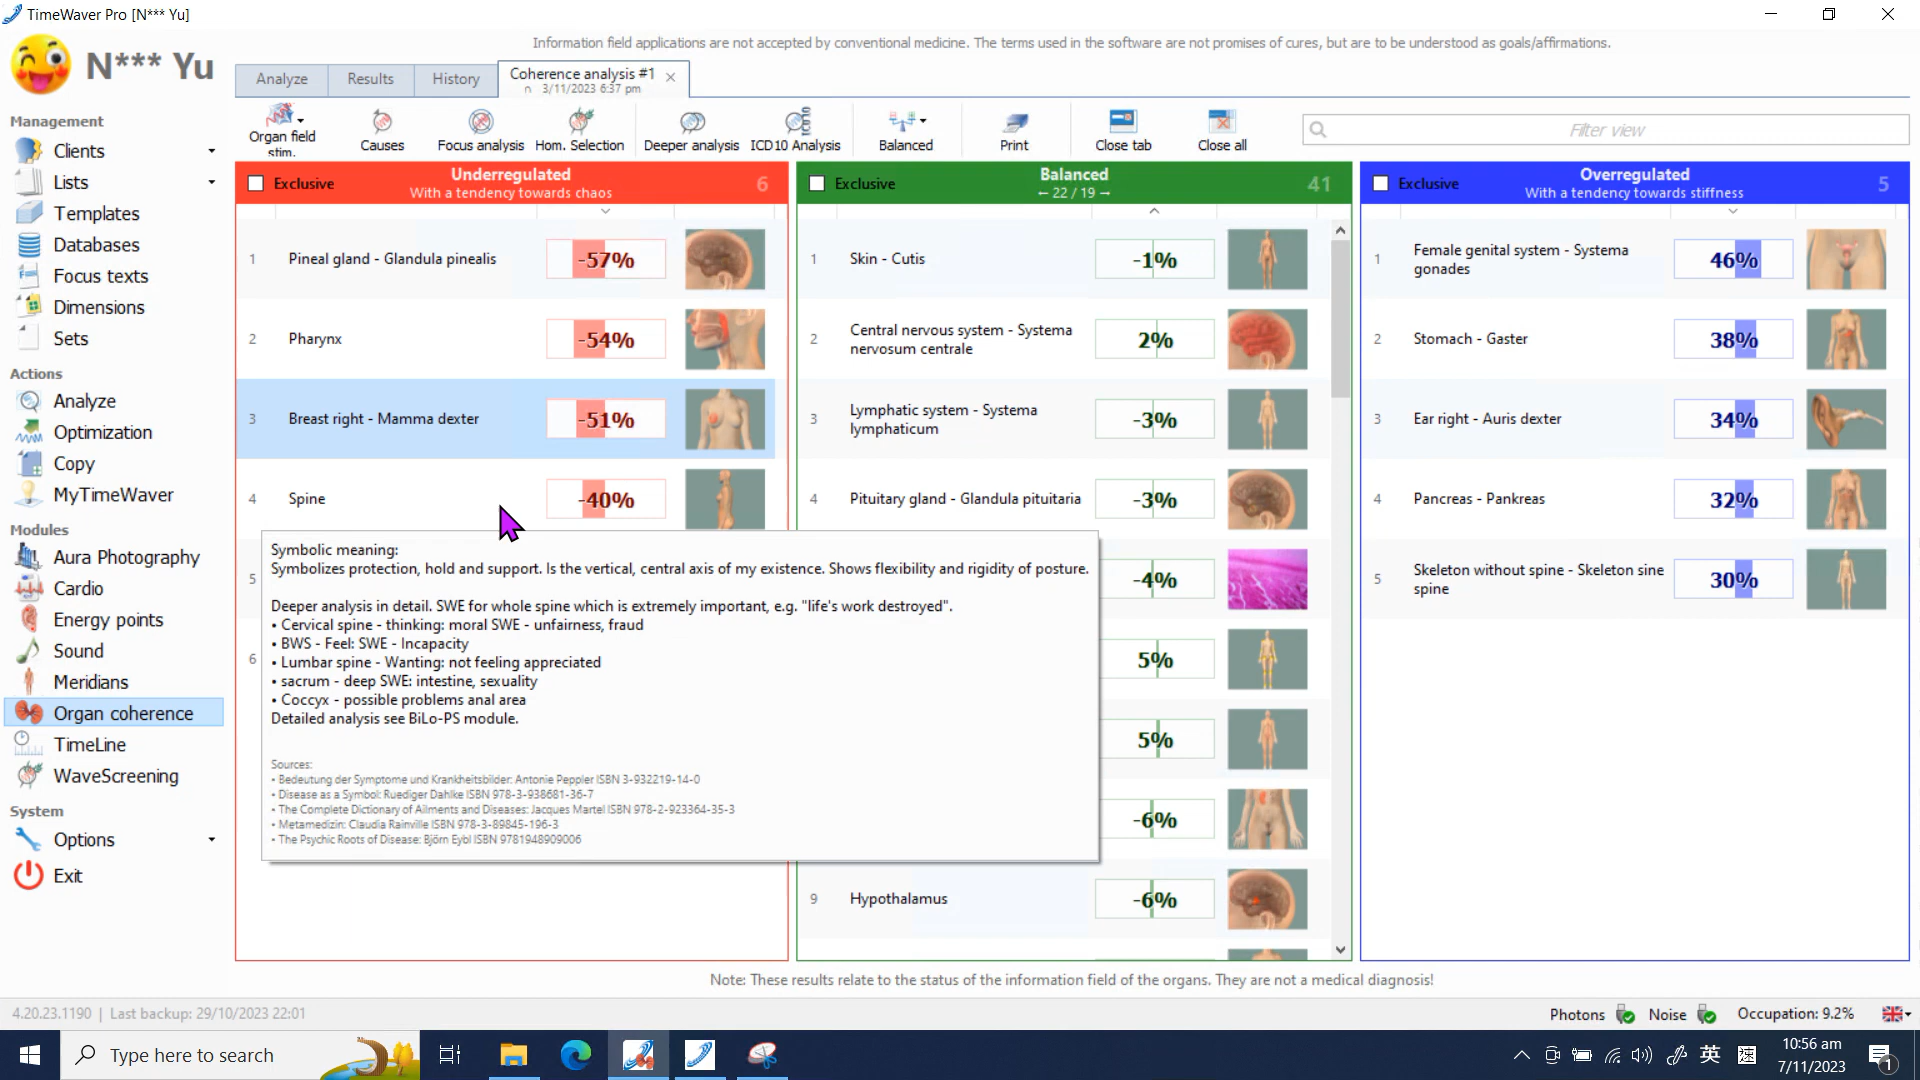 TimeWaver Pro [N*** Yu]
Information field applications are not accepted by conventional medicine. The terms used in the software are not promises of cures, but are to be understood as goals/affirmations.
N*** Yu
Analyze
Results
History
Coherence analysis #1
3/11/2023 6:37 pm
Organ field stim.
Causes
Focus analysis
Hom. Selection
Deeper analysis
ICD10
ICD10 Analysis
Balanced
Print
Close tab
Close all
Filter view
Management
Clients
Lists
Templates
Databases
Focus texts
Dimensions
Sets
Actions
Analyze
Optimization
Copy
MyTimeWaver
Modules
Aura Photography
Cardio
Energy points
Sound
Meridians
Organ coherence
TimeLine
WaveScreening
System
Options
Exit
Exclusive
Underregulated
With a tendency towards chaos
6
1 Pineal gland - Glandula pinealis -57%
2 Pharynx -54%
3 Breast right - Mamma dexter -51%
4 Spine -40%
5
6
Symbolic meaning:
Symbolizes protection, hold and support. Is the vertical, central axis of my existence. Shows flexibility and rigidity of posture.
Deeper analysis in detail. SWE for whole spine which is extremely important, e.g. "life's work destroyed".
• Cervical spine - thinking: moral SWE - unfairness, fraud
• BWS - Feel: SWE - Incapacity
• Lumbar spine - Wanting: not feeling appreciated
• sacrum - deep SWE: intestine, sexuality
• Coccyx - possible problems anal area
Detailed analysis see BiLo-PS module.
Sources:
• Bedeutung der Symptome und Krankheitsbilder: Antonie Peppler ISBN 3-932219-14-0
• Disease as a Symbol: Ruediger Dahlke ISBN 978-3-938681-36-7
• The Complete Dictionary of Ailments and Diseases: Jacques Martel ISBN 978-2-923364-35-3
• Metamedizin: Claudia Rainville ISBN 978-3-89845-196-3
• The Psychic Roots of Disease: Björn Eybl ISBN 9781948909006
Exclusive
Balanced
← 22 / 19 →
41
1 Skin - Cutis -1%
2 Central nervous system - Systema
nervosum centrale 2%
3 Lymphatic system - Systema
lymphaticum -3%
4 Pituitary gland - Glandula pituitaria -3%
-4%
5%
5%
-6%
9 Hypothalamus -6%
Exclusive
Overregulated
With a tendency towards stiffness
5
1 Female genital system - Systema
gonades 46%
2 Stomach - Gaster 38%
3 Ear right - Auris dexter 34%
4 Pancreas - Pankreas 32%
5 Skeleton without spine - Skeleton sine
spine 30%
Note: These results relate to the status of the information field of the organs. They are not a medical diagnosis!
4.20.23.1190 | Last backup: 29/10/2023 22:01
Photons
Noise
Occupation: 9.2%
Type here to search
英
速
10:56 am
7/11/2023
1